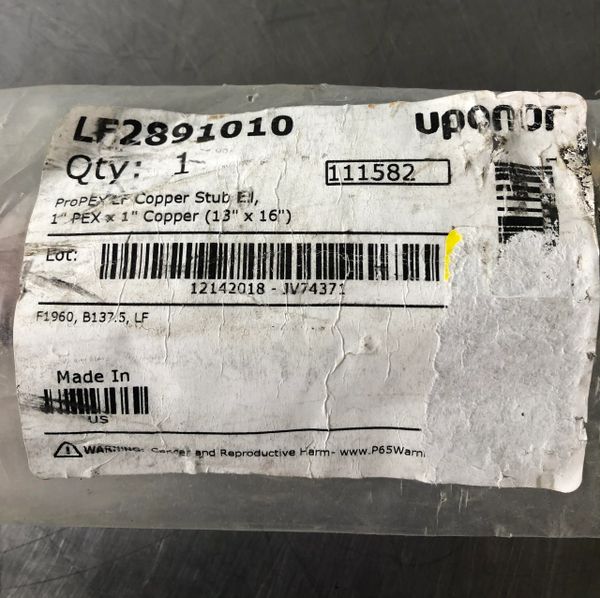 LF2891010
uponor
Qty: 1
111582
ProPEX LF Copper Stub El,
1" PEX x 1" Copper (13" x 16")
Lot:
12142018 - JV74371
F1960, B137.5, LF
Made In
US
WARNING: Cancer and Reproductive Harm- www.P65Warn